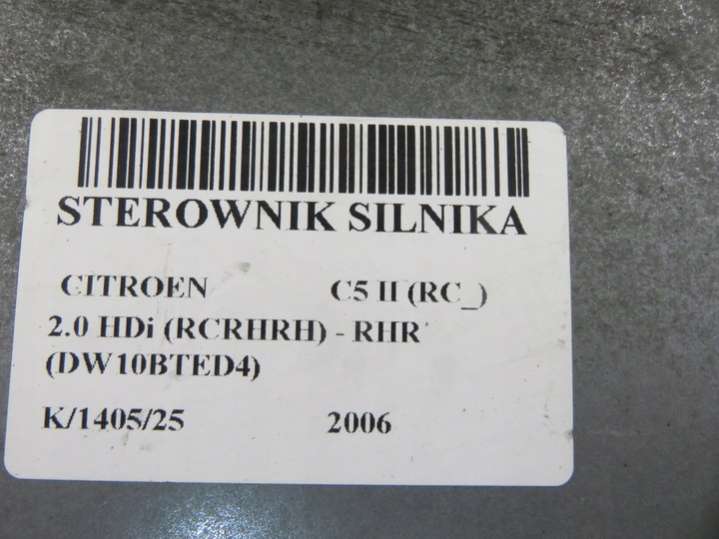 STEROWNIK SILNIKA
CITROEN C5 II (RC_)
2.0 HDi (RCRHRH) - RHR
(DW10BTED4)
K/1405/25 2006